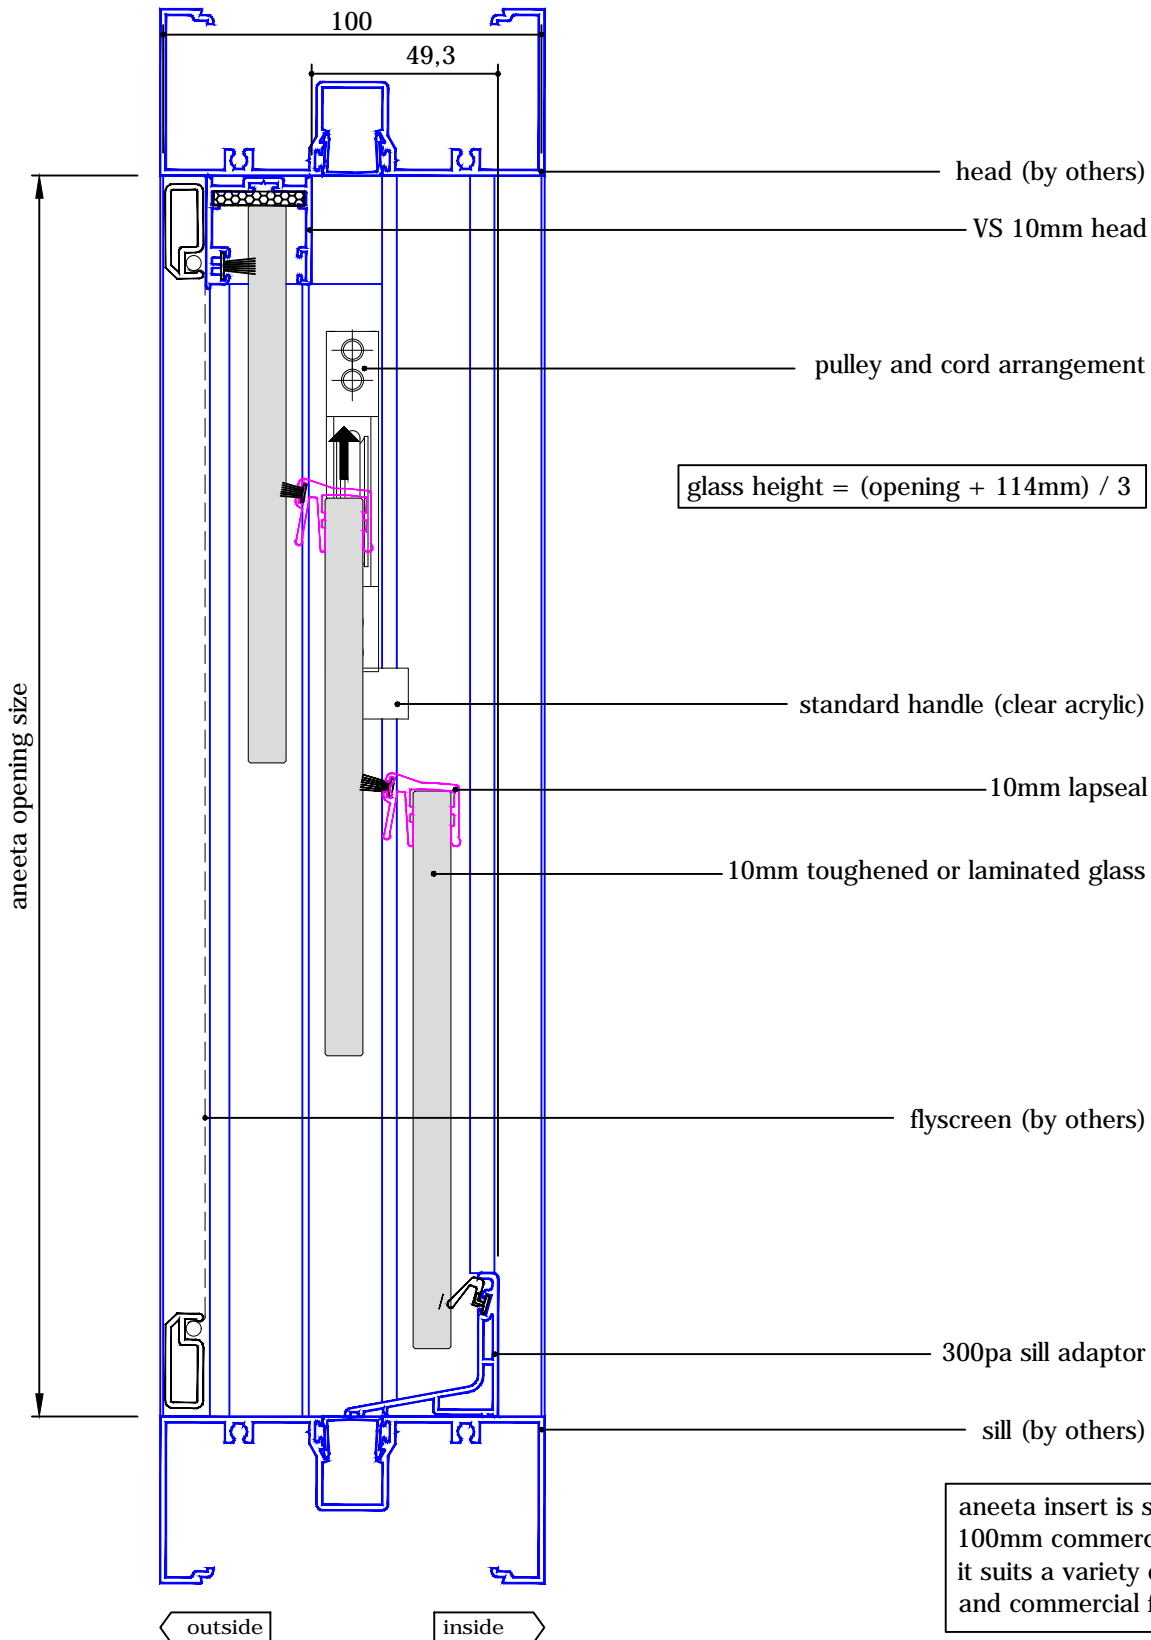 100
49,3
head (by others)
VS 10mm head
pulley and cord arrangement
glass height = (opening + 114mm) / 3
aneeta opening size
standard handle (clear acrylic)
10mm lapseal
10mm toughened or laminated glass
flyscreen (by others)
300pa sill adaptor
sill (by others)
aneeta insert is
100mm
it suits a variety
and commercial
outside
inside